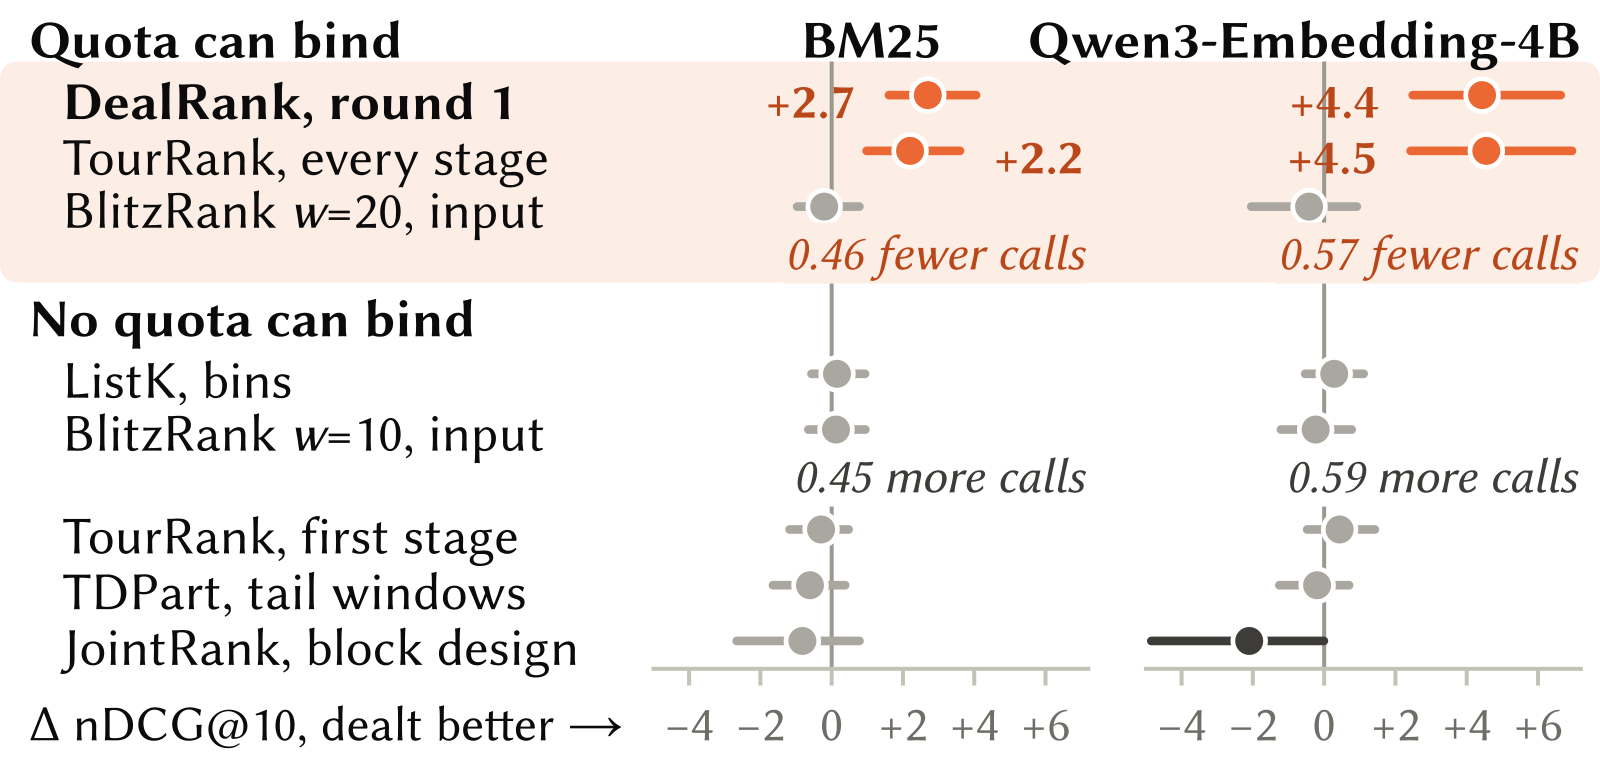 Quota can bind BM25 Qwen3-Embedding-4B
DealRank, round 1 +2.7 +4.4
TourRank, every stage +2.2 +4.5
BlitzRank w=20, input
0.46 fewer calls 0.57 fewer calls
No quota can bind
ListK, bins
BlitzRank w=10, input
0.45 more calls 0.59 more calls
TourRank, first stage
TDPart, tail windows
JointRank, block design
Δ nDCG@10, dealt better → −4 −2 0 +2 +4 +6 −4 −2 0 +2 +4 +6